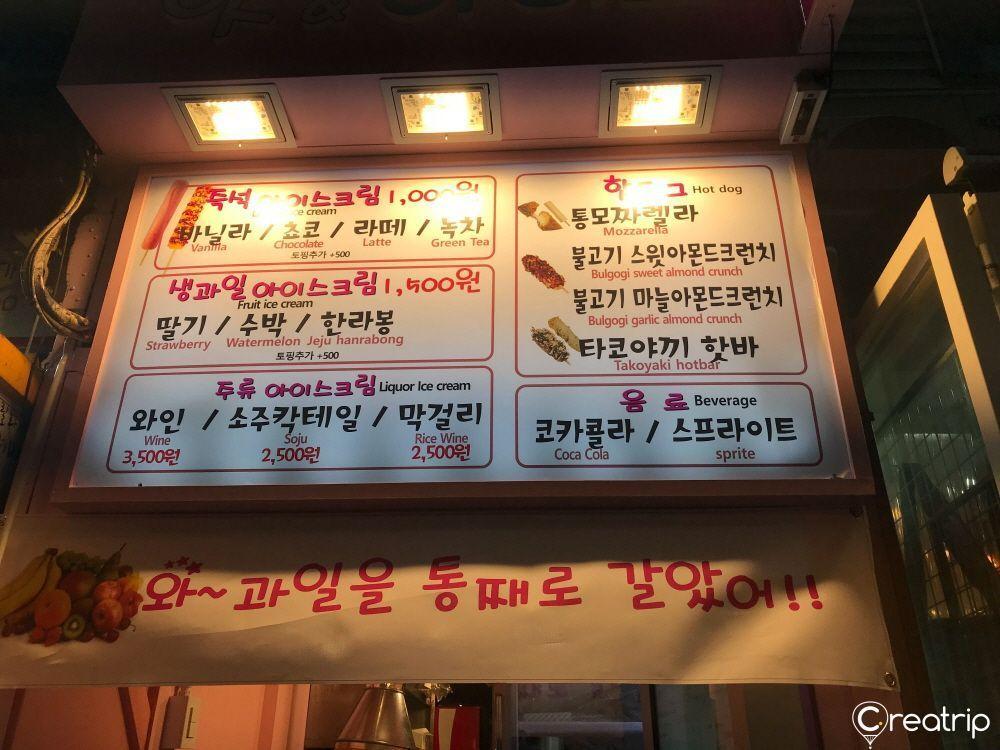 즉석 아이스크림 1,000원
ice cream
바닐라 / 쵸코 / 라떼 / 녹차
Vanilla Chocolate Latte Green Tea
토핑추가 +500
생과일 아이스크림 1,500원
Fruit ice cream
딸기 / 수박 / 한라봉
Strawberry Watermelon Jeju hanrabong
토핑추가 +500
주류 아이스크림 Liquor Ice cream
와인 / 소주칵테일 / 막걸리
Wine Soju Rice Wine
3,500원 2,500원 2,500원
핫도그 Hot dog
통모짜렐라
Mozzarella
불고기 스윗아몬드크런치
Bulgogi sweet almond crunch
불고기 마늘아몬드크런치
Bulgogi garlic almond crunch
타코야끼 핫바
Takoyaki hotbar
음료 Beverage
코카콜라 / 스프라이트
Coca Cola sprite
와~과일을 통째로 갈았어!!
Creatrip